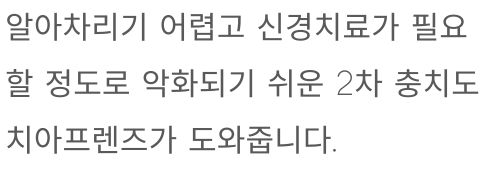 알아차리기 어렵고 신경치료가 필요
할 정도로 악화되기 쉬운 2차 충치도
치아프렌즈가 도와줍니다.